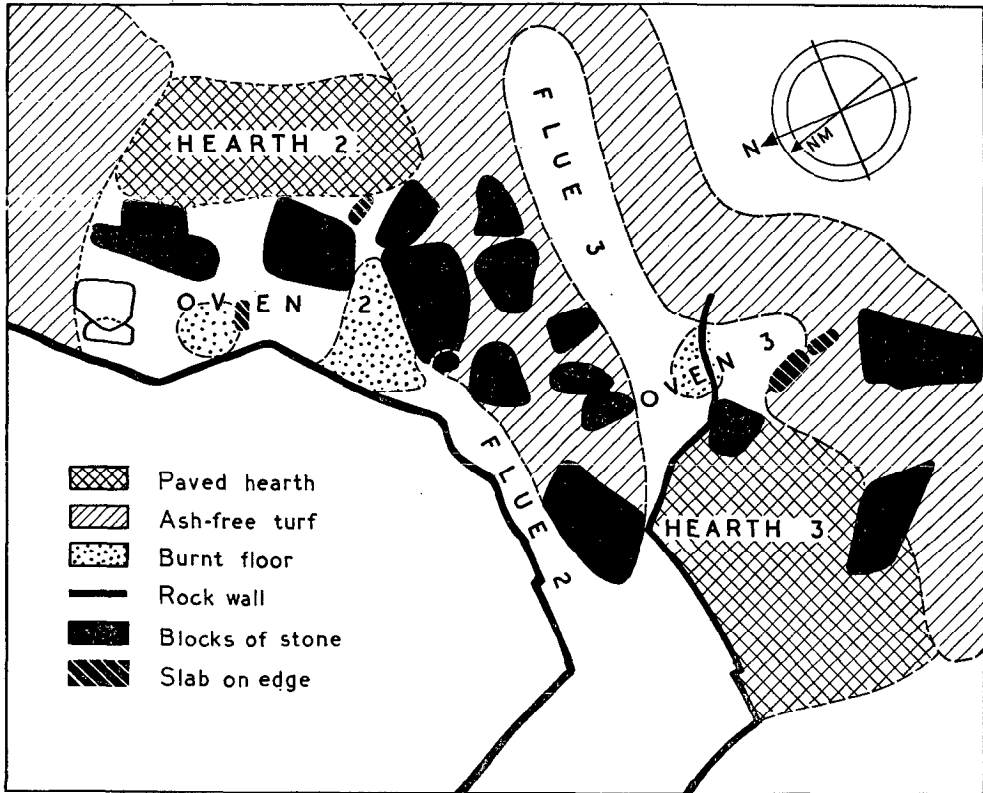 HEARTH 2
FLUE 3
N
NM
OVEN 2
OVEN 3
FLUE 2
HEARTH 3
Paved hearth
Ash-free turf
Burnt floor
Rock wall
Blocks of stone
Slab on edge